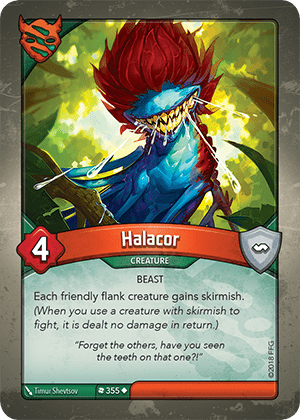 Halacor
CREATURE
4
BEAST
Each friendly flank creature gains skirmish.
(When you use a creature with skirmish to
fight, it is dealt no damage in return.)
“Forget the others, have you seen
the teeth on that one?!”
Timur Shevtsov
355
©2018 FFG